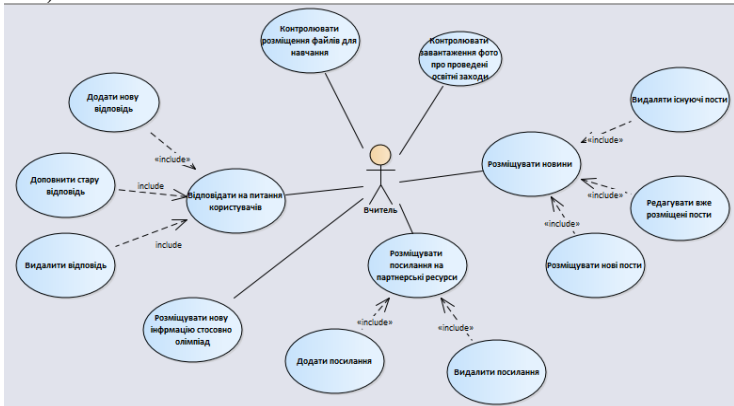 Контролювати
розміщення файлів для
навчання
Контролювати
завантаження фото
про проведені
освітні заходи
Додати нову
відповідь
«include»
Доповнити стару
відповідь
include
Відповідати на питання
користувачів
Видалити відповідь
include
Вчитель
Розміщувати новини
Видаляти існуючі пости
«include»
Редагувати вже
розміщені пости
«include»
Розміщувати нові пости
«include»
Розміщувати
посилання на
партнерські ресурси
Розміщувати нову
інфрмацію стосовно
олімпіад
«include»
Додати посилання
«include»
Видалити посилання